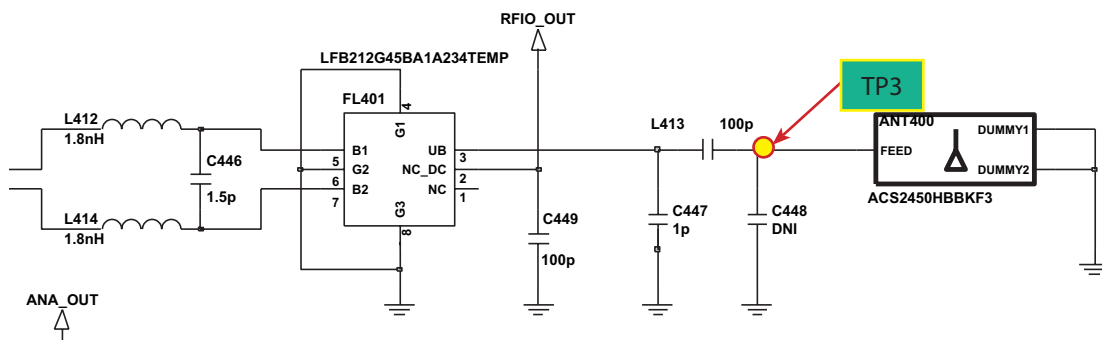 RFIO_OUT
LFB212G45BA1A234TEMP
TP3
FL401
4
L412
1.8nH
G1
L413
100p
ANT400
DUMMY1
B1
UB
FEED
5
3
C446
G2
NC_DC
DUMMY2
6
2
1.5p
B2
NC
7
1
ACS2450HBBKF3
G3
L414
C449
C447
C448
1.8nH
8
1p
DNI
100p
ANA_OUT